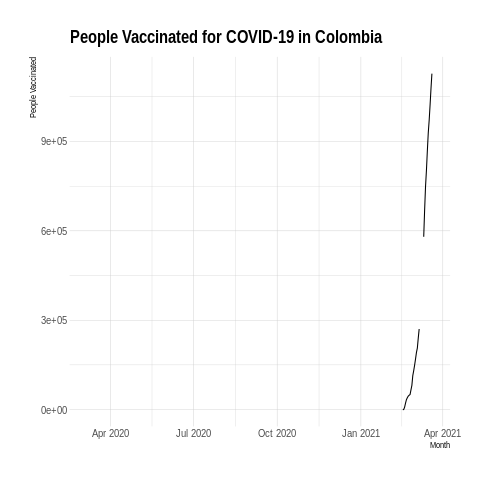 People Vaccinated for COVID-19 in Colombia
People Vaccinated
9e+05
6e+05
3e+05
0e+00
Apr 2020 Jul 2020 Oct 2020 Jan 2021 Apr 2021
Month